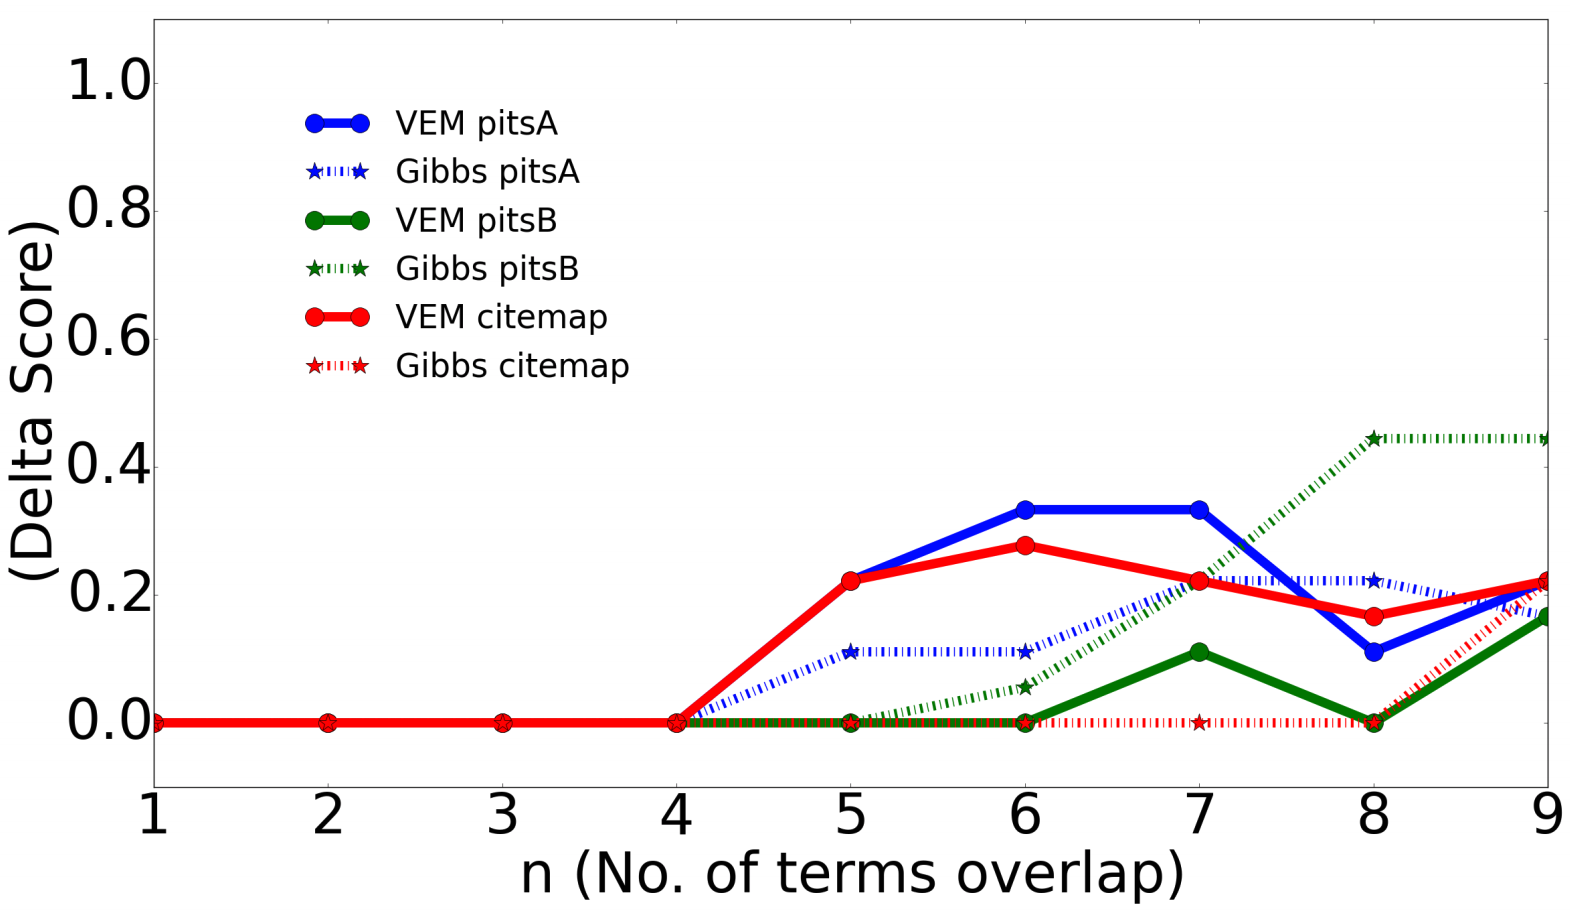 (Delta Score)
1.0
0.8
0.6
0.4
0.2
0.0
VEM pitsA
Gibbs pitsA
VEM pitsB
Gibbs pitsB
VEM citemap
Gibbs citemap
1 2 3 4 5 6 7 8 9
n (No. of terms overlap)